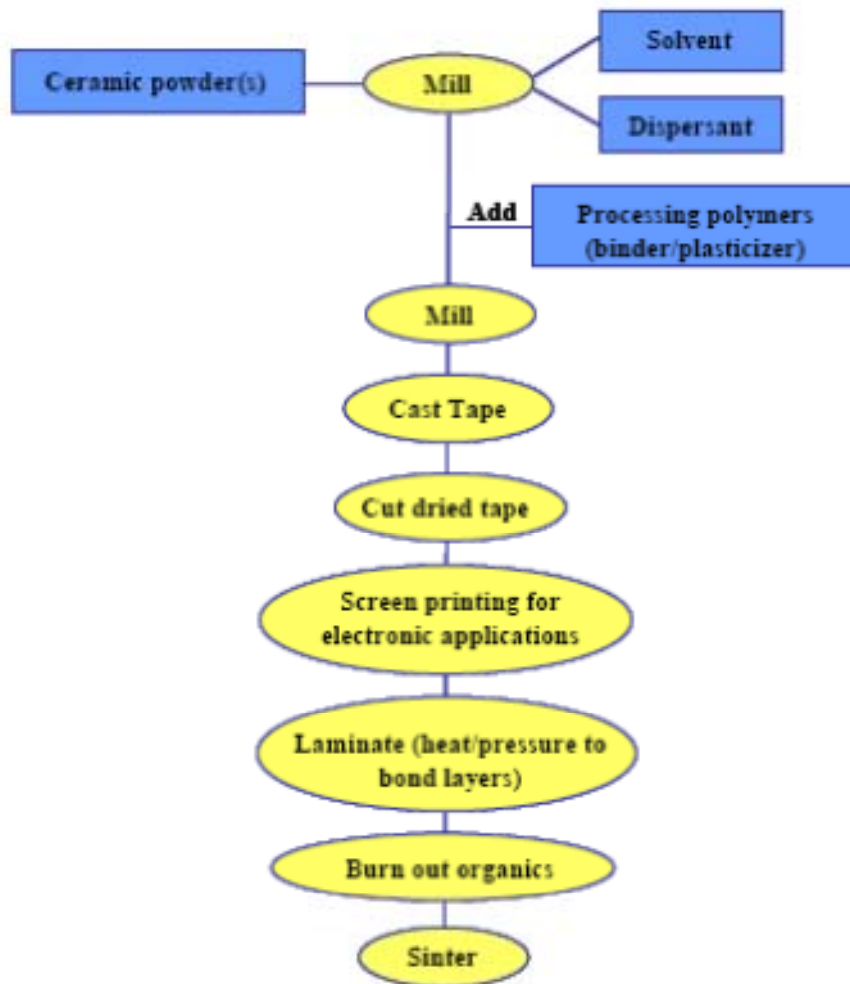 Solvent
Ceramic powder(s)
Mill
Dispersant
Add
Processing polymers
(binder/plasticizer)
Mill
Cast Tape
Cut dried tape
Screen printing for
electronic applications
Laminate (heat/pressure to
bond layers)
Burn out organics
Sinter